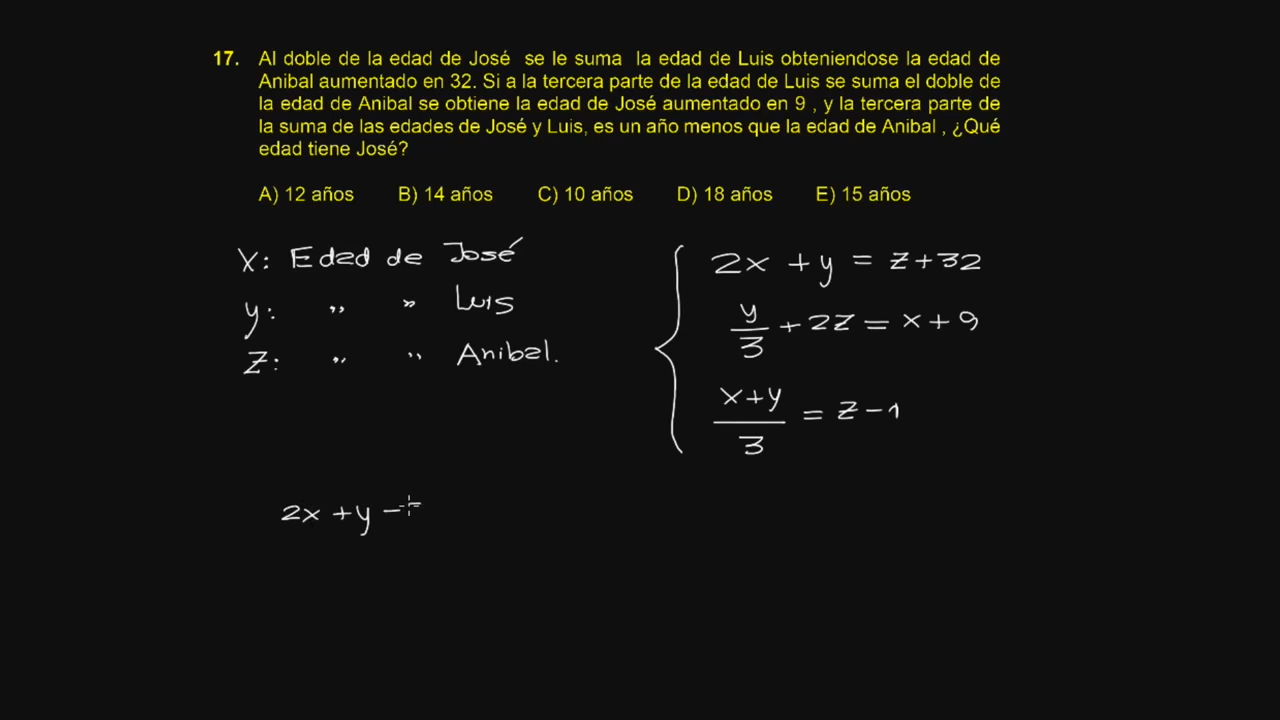 17. Al doble de la edad de José se le suma la edad de Luis obteniendose la edad de
Anibal aumentado en 32. Si a la tercera parte de la edad de Luis se suma el doble de
la edad de Anibal se obtiene la edad de José aumentado en 9 , y la tercera parte de
la suma de las edades de José y Luis, es un año menos que la edad de Anibal , ¿Qué
edad tiene José?
A) 12 años B) 14 años C) 10 años D) 18 años E) 15 años
X: Edad de José
y: " " Luis
Z: " " Anibal.
2x + y = z + 32
y/3 + 2z = x + 9
x+y/3 = z - 1
2x + y -